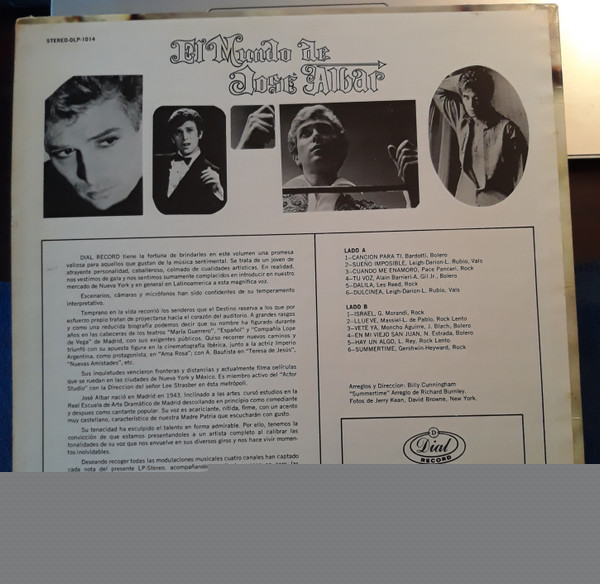 STEREO-DLP-1014
El Mundo de
José Albar
DIAL RECORD tiene la fortuna de brindarles en este volumen una promesa
valiosa para aquellos que gustan de la música sentimental. Se trata de un joven de
atrayente personalidad, caballeroso, colmado de cualidades artísticas. En realidad,
nos vestimos de gala y nos sentimos sumamente complacidos en introducir en nuestro
mercado de Nueva York y en general en Latinoamerica a esta magnífica voz.
Escenarios, cámaras y micrófonos han sido confidentes de su temperamento
interpretativo.
Temprano en la vida recorrió los senderos que el Destino reserva a los que por
esfuerzo propio tratan de proyectarse hacia el corazón del auditorio. A grandes rasgos
y como una reducida biografía podemos decir que su nombre ha figurado durante
años en las cabeceras de los teatros "María Guerrero", "Español" y "Compañía Lope
de Vega" de Madrid, con sus exigentes públicos. Quiso recorrer nuevos caminos y
triunfó con su apuesta figura en la cinematografía Ibérica, junto a la actriz Imperio
Argentina, como protagonista, en "Ama Rosa"; con A. Bautista en "Teresa de Jesús",
"Nuevas Amistades", etc.
Sus inquietudes vencieron fronteras y distancias y actualmente filma películas
que se ruedan en las ciudades de Nueva York y México. Es miembro activo del "Actor
Studio" con la Dirección del señor Lee Strasber en ésta metrópoli.
José Albar nació en Madrid en 1943. Inclinado a las artes, cursó estudios en la
Real Escuela de Arte Dramático de Madrid descollando en principio como comediante
y despues como cantante popular. Su voz es acariciante, nítida, firme, con un acento
muy castellano, característico de nuestra Madre Patria que escucharán con gusto.
Su tenacidad ha esculpido el talento en forma admirable. Por ello, tenemos la
convicción de que estamos presentandoles a un artista completo al calibrar las
tonalidades de su voz que nos envuelve en sus diversos giros y nos hace vivir momen-
tos inolvidables.
Deseando recoger todas las modulaciones musicales cuatro canales han captado
cada nota del presente LP-Stereo, acompañando
LADO A
1—CANCION PARA TI, Bardotti, Bolero
2—SUEÑO IMPOSIBLE, Leigh-Darion-L. Rubio, Vals
3—CUANDO ME ENAMORO, Pace Panceri, Rock
4—TU VOZ, Alain Barrieri-A. Gil Jr., Bolero
5—DALILA, Les Reed, Rock
6—DULCINEA, Leigh-Darion-L. Rubio, Vals
LADO B
1—ISRAEL, G. Morandi, Rock
2—LLUEVE, Massiel-L. de Pablo, Rock Lento
3—VETE YA, Moncho Aguirre, J. Blach, Bolero
4—EN MI VIEJO SAN JUAN, N. Estrada, Bolero
5—HAY UN ALGO, L. Rey, Rock Lento
6—SUMMERTIME, Gershwin-Heyward, Rock
Arreglos y Direccion: Billy Cunningham
"Summertime" Arreglo de Richard Burnley.
Fotos de Jerry Kean, David Browne, New York.
D
Dial
RECORD